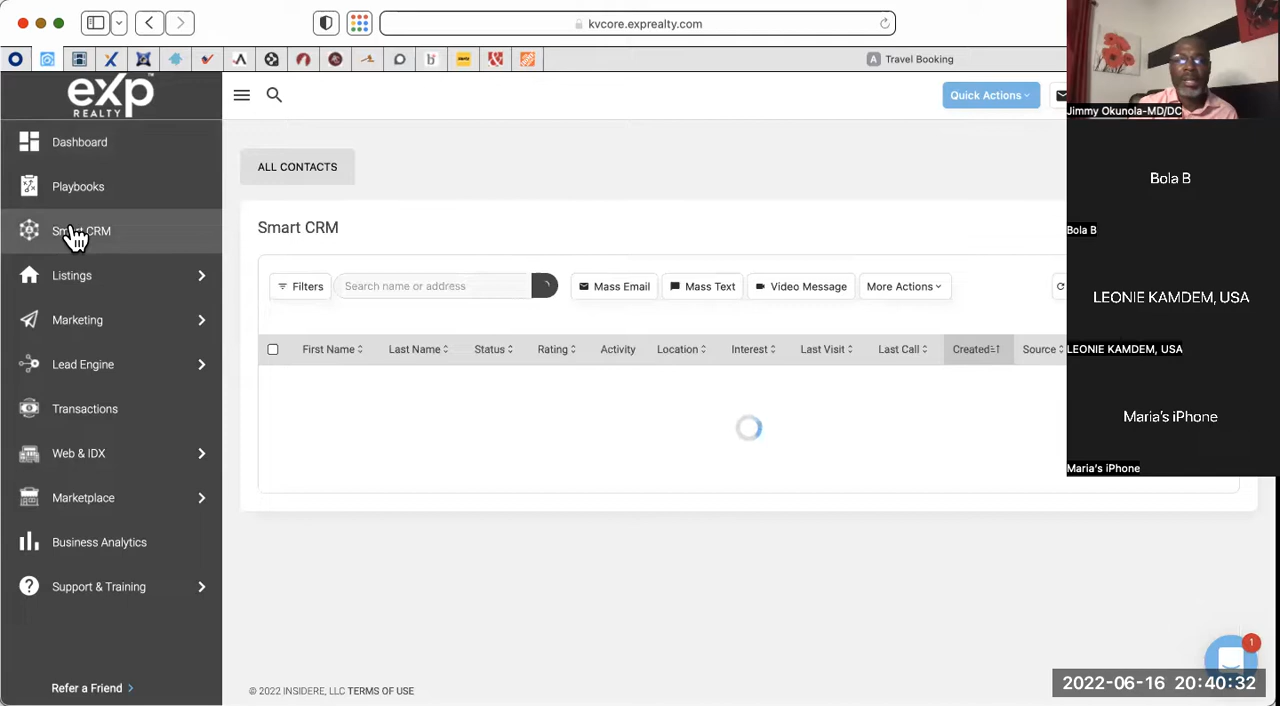 kvcore.exprealty.com
Travel Booking
eXp
REALTY
Quick Actions
Dashboard
Playbooks
Smart CRM
Listings
Marketing
Lead Engine
Transactions
Web & IDX
Marketplace
Business Analytics
Support & Training
Refer a Friend
ALL CONTACTS
Smart CRM
Filters
Search name or address
Mass Email
Mass Text
Video Message
More Actions
First Name
Last Name
Status
Rating
Activity
Location
Interest
Last Visit
Last Call
Created
Source
© 2022 INSIDERE, LLC TERMS OF USE
Jimmy Okunola-MD/DC
Bola B
Bola B
LEONIE KAMDEM, USA
LEONIE KAMDEM, USA
Maria's iPhone
Maria's iPhone
1
2022-06-16 20:40:32